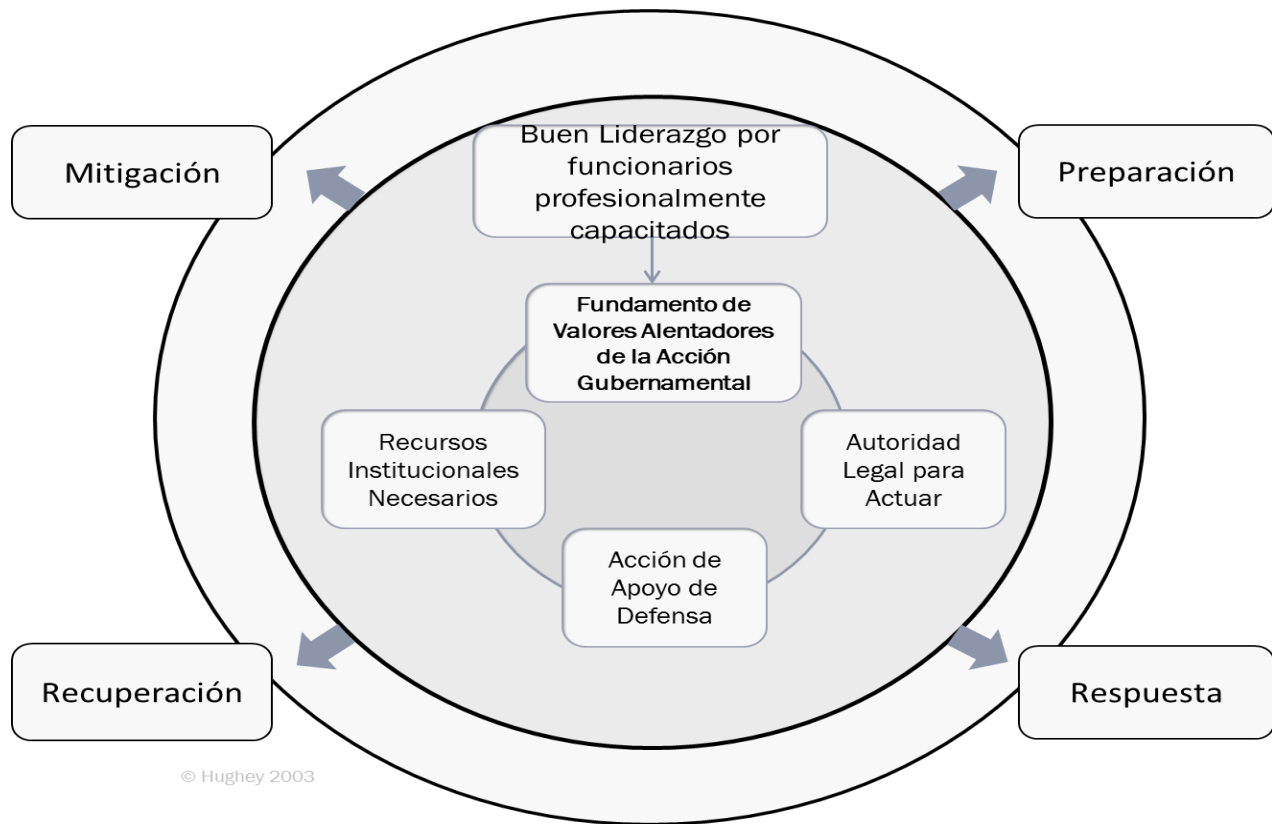 Buen Liderazgo por
funcionarios
profesionalmente
capacitados
Mitigación
Preparación
Fundamento de
Valores Alentadores
de la Acción
Gubernamental
Recursos
Institucionales
Necesarios
Autoridad
Legal para
Actuar
Acción de
Apoyo de
Defensa
Recuperación
Respuesta
© Hughey 2003